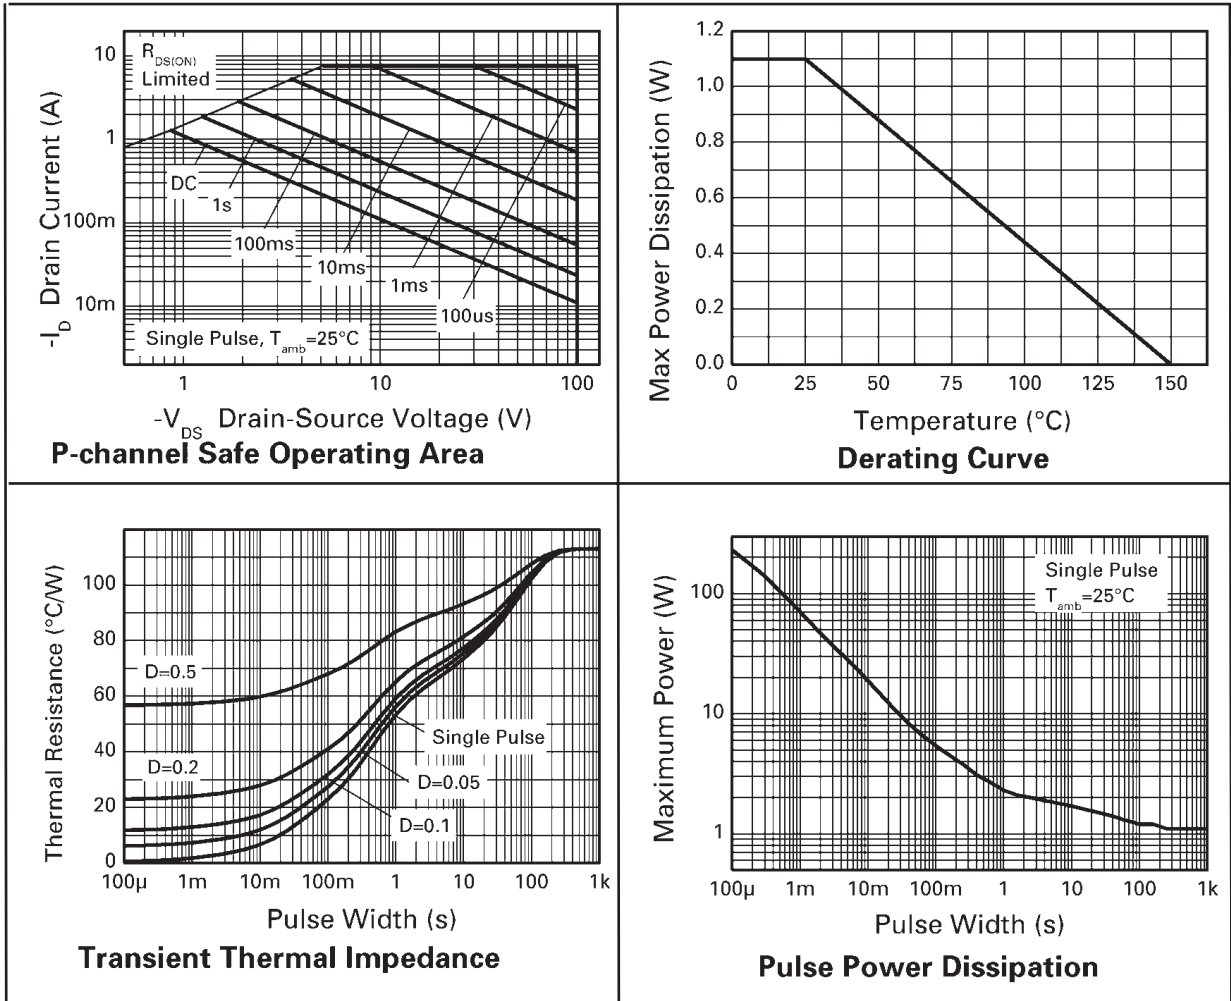 10
1
100m
10m
-I_D Drain Current (A)
R_DS(ON)
Limited
DC
1s
100ms
10ms
1ms
100us
Single Pulse, T_amb=25°C
1
10
100
-V_DS Drain-Source Voltage (V)
P-channel Safe Operating Area
1.2
1.0
0.8
0.6
0.4
0.2
0.0
Max Power Dissipation (W)
0
25
50
75
100
125
150
Temperature (°C)
Derating Curve
100
80
60
40
20
0
Thermal Resistance (°C/W)
D=0.5
D=0.2
Single Pulse
D=0.05
D=0.1
100µ
1m
10m
100m
1
10
100
1k
Pulse Width (s)
Transient Thermal Impedance
100
10
1
Maximum Power (W)
Single Pulse
T_amb=25°C
100µ
1m
10m
100m
1
10
100
1k
Pulse Width (s)
Pulse Power Dissipation